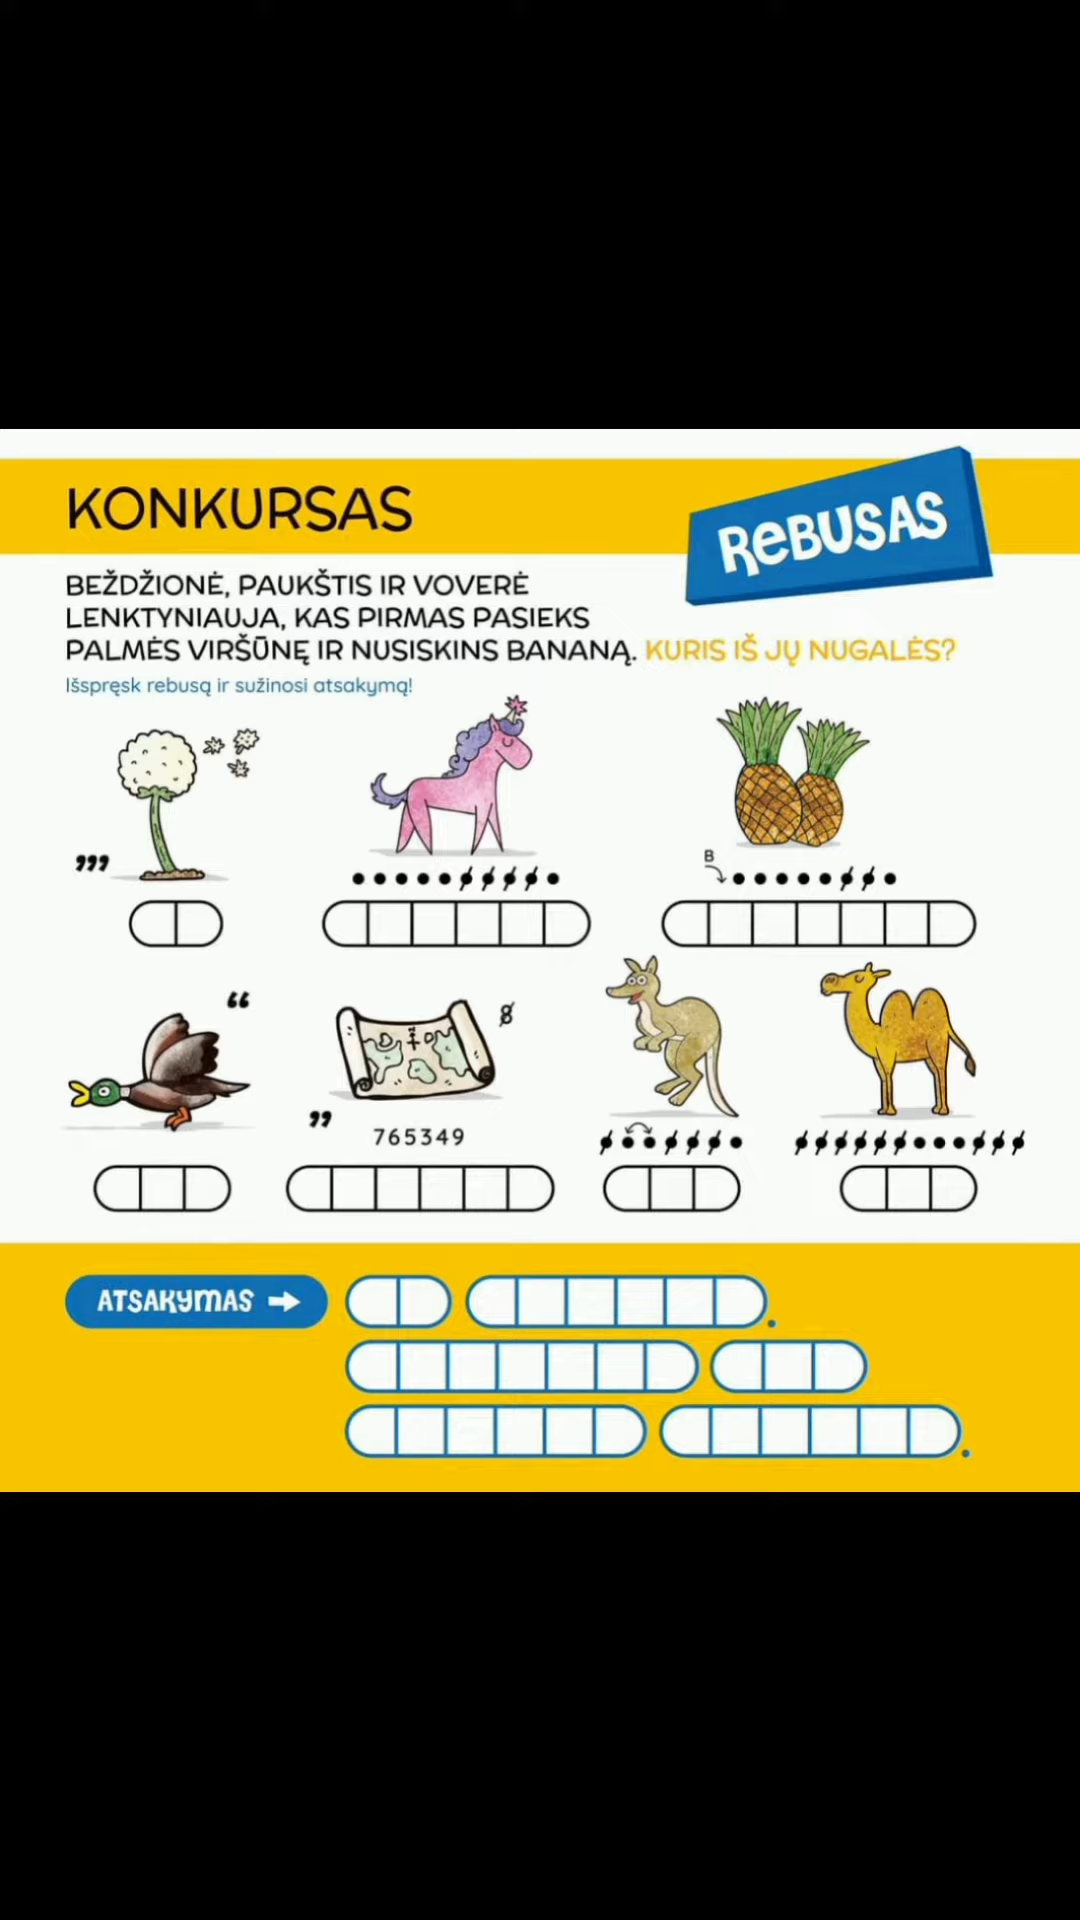 KONKURSAS
REBUSAS
BEŽDŽIONĖ, PAUKŠTIS IR VOVERĖ
LENKTYNIAUJA, KAS PIRMAS PASIEKS
PALMĖS VIRŠŪNĘ IR NUSISKINS BANANĄ. KURIS IŠ JŲ NUGALĖS?
Išspręsk rebusą ir sužinosi atsakymą!
,,,
B
“
8
”
765349
ATSAKYMAS →